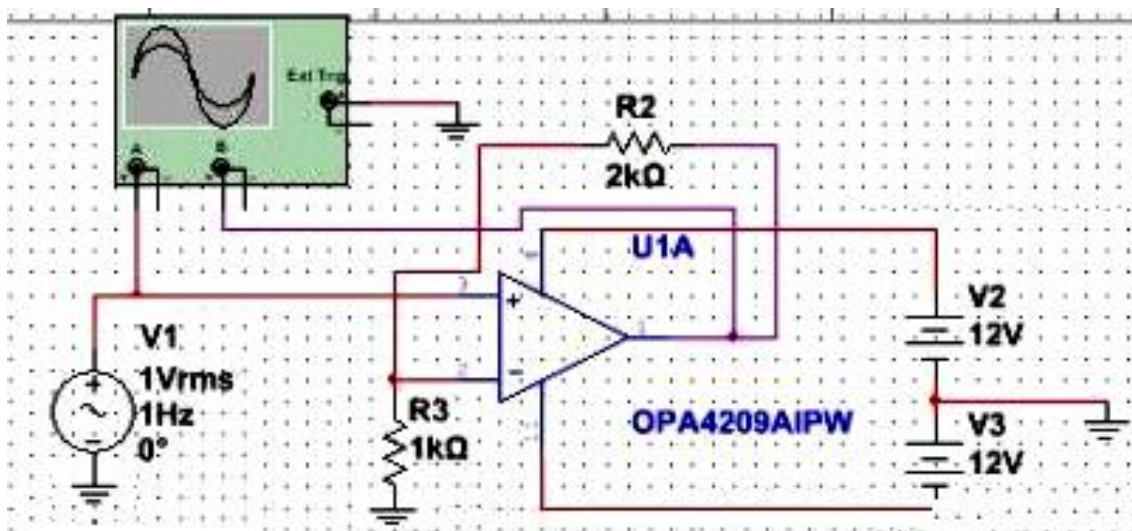 Ext Trig
A
B
R2
2kΩ
U1A
V2
12V
V1
1Vrms
1Hz
0°
R3
1kΩ
OPA4209AIPW
V3
12V